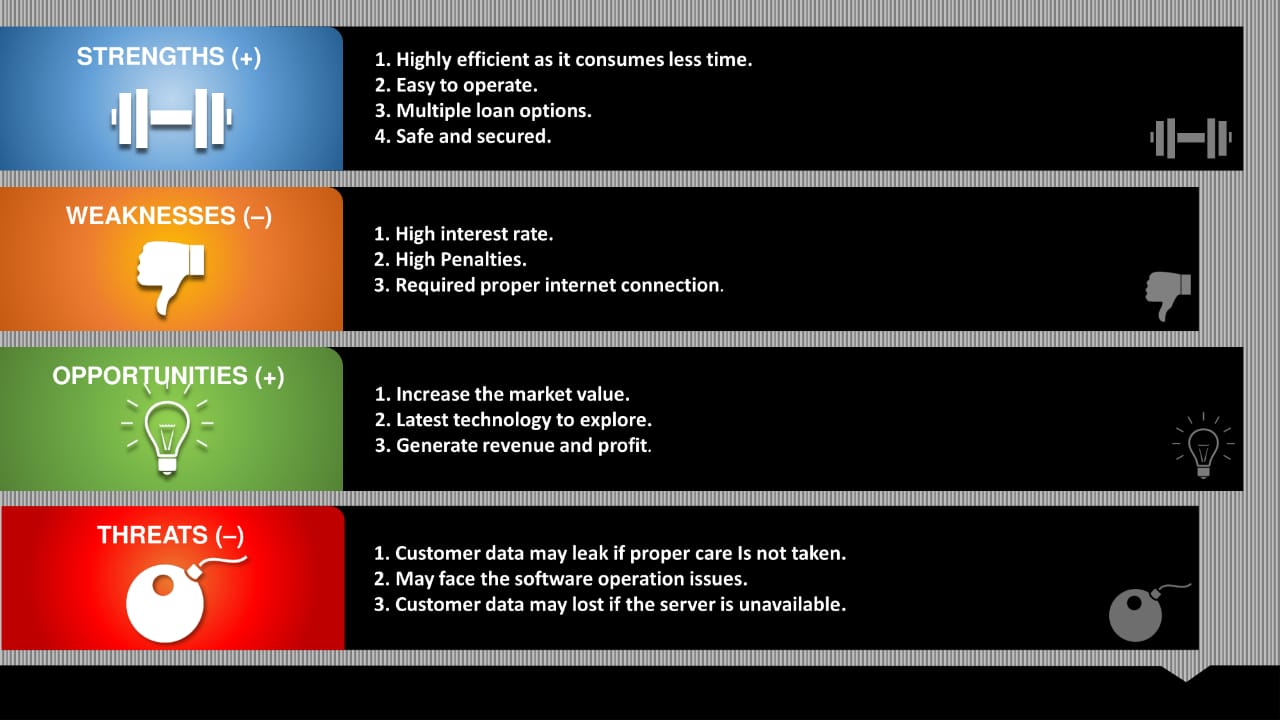 STRENGTHS (+)
1. Highly efficient as it consumes less time.
2. Easy to operate.
3. Multiple loan options.
4. Safe and secured.
WEAKNESSES (–)
1. High interest rate.
2. High Penalties.
3. Required proper internet connection.
OPPORTUNITIES (+)
1. Increase the market value.
2. Latest technology to explore.
3. Generate revenue and profit.
THREATS (–)
1. Customer data may leak if proper care Is not taken.
2. May face the software operation issues.
3. Customer data may lost if the server is unavailable.